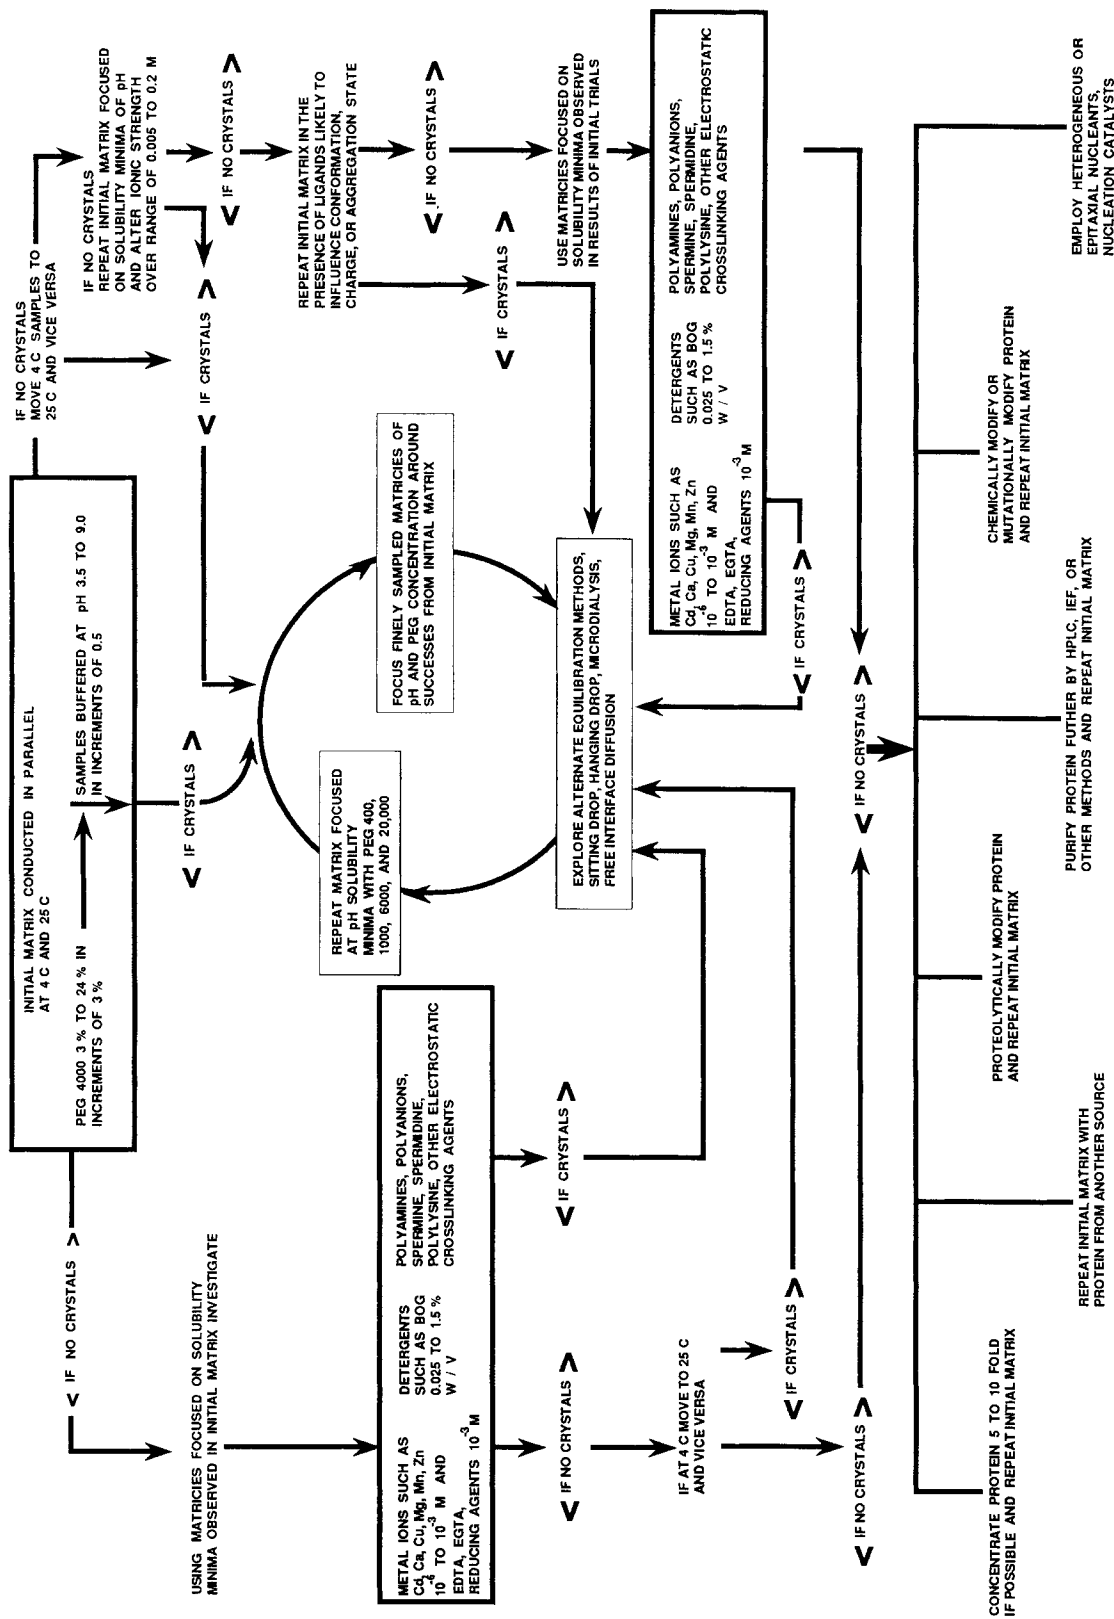 INITIAL MATRIX CONDUCTED IN PARALLEL
AT 4 C AND 25 C
PEG 4000 3 % TO 24 % IN
INCREMENTS OF 3 %
SAMPLES BUFFERED AT pH 3.5 TO 9.0
IN INCREMENTS OF 0.5
IF NO CRYSTALS
MOVE 4 C SAMPLES TO
25 C AND VICE VERSA
IF NO CRYSTALS
REPEAT INITIAL MATRIX FOCUSED
ON SOLUBILITY MINIMA OF pH
AND ALTER IONIC STRENGTH
OVER RANGE OF 0.005 TO 0.2 M
< IF NO CRYSTALS >
< IF CRYSTALS >
< IF CRYSTALS >
< IF NO CRYSTALS >
USING MATRICIES FOCUSED ON SOLUBILITY
MINIMA OBSERVED IN INITIAL MATRIX INVESTIGATE
REPEAT INITIAL MATRIX IN THE
PRESENCE OF LIGANDS LIKELY TO
INFLUENCE CONFORMATION,
CHARGE, OR AGGREGATION STATE
REPEAT MATRIX FOCUSED
AT pH SOLUBILITY
MINIMA WITH PEG 400,
1000, 6000, AND 20,000
FOCUS FINELY SAMPLED MATRICIES OF
pH AND PEG CONCENTRATION AROUND
SUCCESSES FROM INITIAL MATRIX
< IF NO CRYSTALS >
< IF CRYSTALS >
METAL IONS SUCH AS
Cd, Ca, Cu, Mg, Mn, Zn
10-6 TO 10-3 M AND
EDTA, EGTA,
REDUCING AGENTS 10-3 M
DETERGENTS
SUCH AS BOG
0.025 TO 1.5 %
W / V
POLYAMINES, POLYANIONS,
SPERMINE, SPERMIDINE,
POLYLYSINE, OTHER ELECTROSTATIC
CROSSLINKING AGENTS
EXPLORE ALTERNATE EQUILIBRATION METHODS,
SITTING DROP, HANGING DROP, MICRODIALYSIS,
FREE INTERFACE DIFFUSION
USE MATRICIES FOCUSED ON
SOLUBILITY MINIMA OBSERVED
IN RESULTS OF INITIAL TRIALS
< IF NO CRYSTALS >
< IF CRYSTALS >
METAL IONS SUCH AS
Cd, Ca, Cu, Mg, Mn, Zn
10-6 TO 10-3 M AND
EDTA, EGTA,
REDUCING AGENTS 10-3 M
DETERGENTS
SUCH AS BOG
0.025 TO 1.5 %
W / V
POLYAMINES, POLYANIONS,
SPERMINE, SPERMIDINE,
POLYLYSINE, OTHER ELECTROSTATIC
CROSSLINKING AGENTS
IF AT 4 C MOVE TO 25 C
AND VICE VERSA
< IF CRYSTALS >
< IF CRYSTALS >
< IF NO CRYSTALS >
< IF NO CRYSTALS >
CONCENTRATE PROTEIN 5 TO 10 FOLD
IF POSSIBLE AND REPEAT INITIAL MATRIX
REPEAT INITIAL MATRIX WITH
PROTEIN FROM ANOTHER SOURCE
PROTEOLYTICALLY MODIFY PROTEIN
AND REPEAT INITIAL MATRIX
PURIFY PROTEIN FUTHER BY HPLC, IEF, OR
OTHER METHODS AND REPEAT INITIAL MATRIX
CHEMICALLY MODIFY OR
MUTATIONALLY MODIFY PROTEIN
AND REPEAT INITIAL MATRIX
EMPLOY HETEROGENEOUS OR
EPITAXIAL NUCLEANTS,
NUCLEATION CATALYSTS